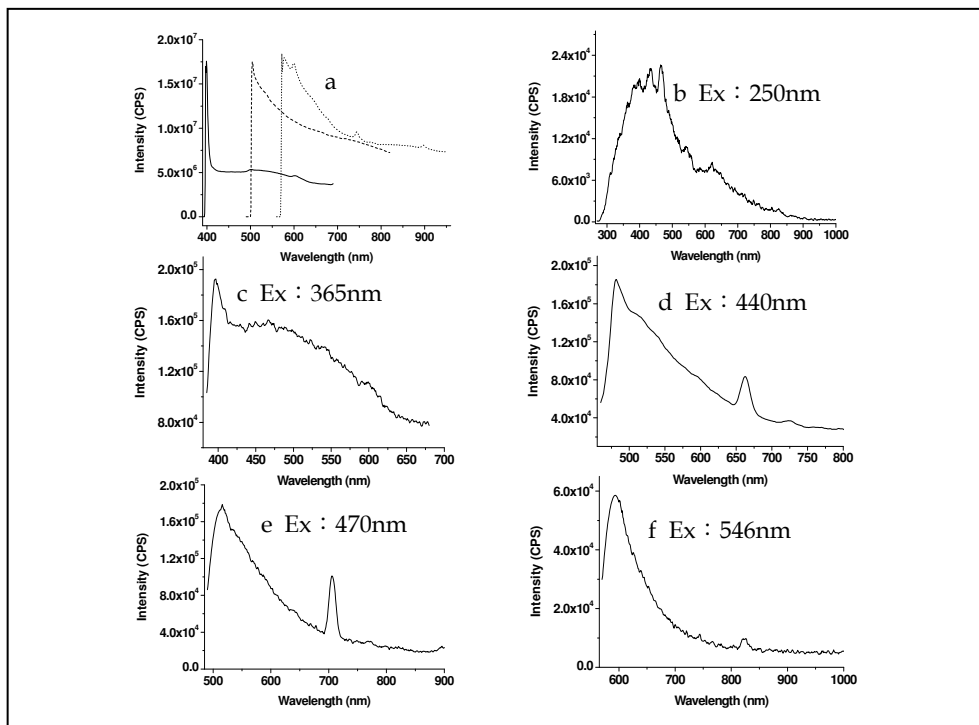 2.0x10⁷
1.5x10⁷
1.0x10⁷
5.0x10⁶
0.0
Intensity (CPS)
a
400 500 600 700 800 900
Wavelength (nm)
2.4x10⁴
1.8x10⁴
1.2x10⁴
6.0x10³
0.0
Intensity (CPS)
b Ex：250nm
300 400 500 600 700 800 900 1000
Wavelength (nm)
2.0x10⁵
1.6x10⁵
1.2x10⁵
8.0x10⁴
Intensity (CPS)
c Ex：365nm
400 450 500 550 600 650 700
Wavelength (nm)
2.0x10⁵
1.6x10⁵
1.2x10⁵
8.0x10⁴
4.0x10⁴
0.0
Intensity (CPS)
d Ex：440nm
500 550 600 650 700 750 800
Wavelength (nm)
2.0x10⁵
1.6x10⁵
1.2x10⁵
8.0x10⁴
4.0x10⁴
0.0
Intensity (CPS)
e Ex：470nm
500 600 700 800 900
Wavelength (nm)
6.0x10⁴
4.0x10⁴
2.0x10⁴
0.0
Intensity (CPS)
f Ex：546nm
600 700 800 900 1000
Wavelength (nm)